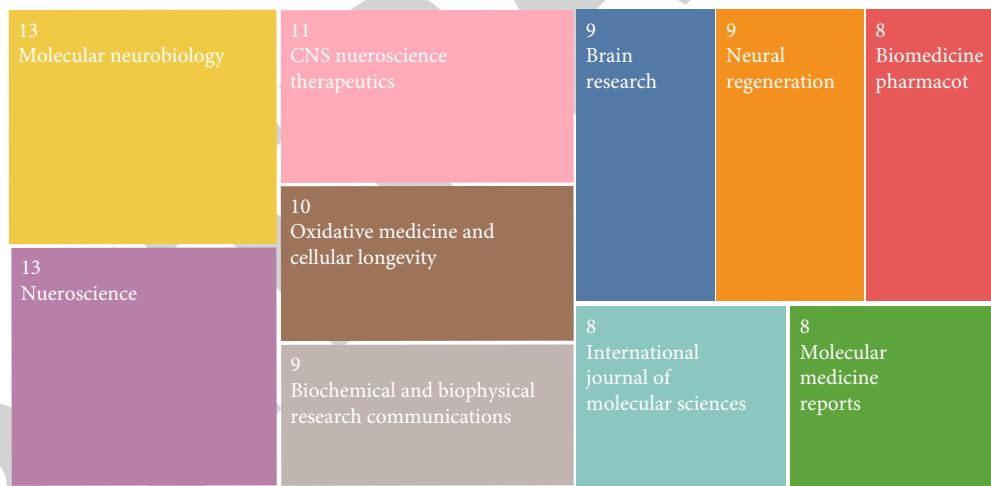 13
Molecular neurobiology
13
Nueroscience
11
CNS nueroscience
therapeutics
10
Oxidative medicine and
cellular longevity
9
Biochemical and biophysical
research communications
9
Brain
research
9
Neural
regeneration
8
Biomedicine
pharmacot
8
International
journal of
molecular sciences
8
Molecular
medicine
reports